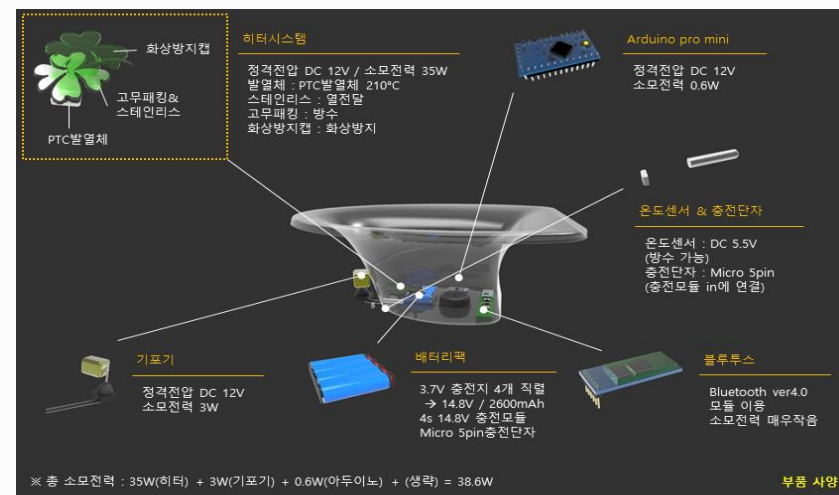 화상방지캡
고무패킹&
스테인리스
PTC발열체
히터시스템
정격전압 DC 12V / 소모전력 35W
발열체 : PTC발열체 210℃
스테인리스 : 열전달
고무패킹 : 방수
화상방지캡 : 화상방지
Arduino pro mini
정격전압 DC 12V
소모전력 0.6W
온도센서 & 충전단자
온도센서 : DC 5.5V
(방수 가능)
충전단자 : Micro 5pin
(충전모듈 in에 연결)
기포기
정격전압 DC 12V
소모전력 3W
배터리팩
3.7V 충전지 4개 직렬
→ 14.8V / 2600mAh
4s 14.8V 충전모듈
Micro 5pin충전단자
블루투스
Bluetooth ver4.0
모듈 이용
소모전력 매우작음
※ 총 소모전력 : 35W(히터) + 3W(기포기) + 0.6W(아두이노) + (생략) = 38.6W
부품 사양